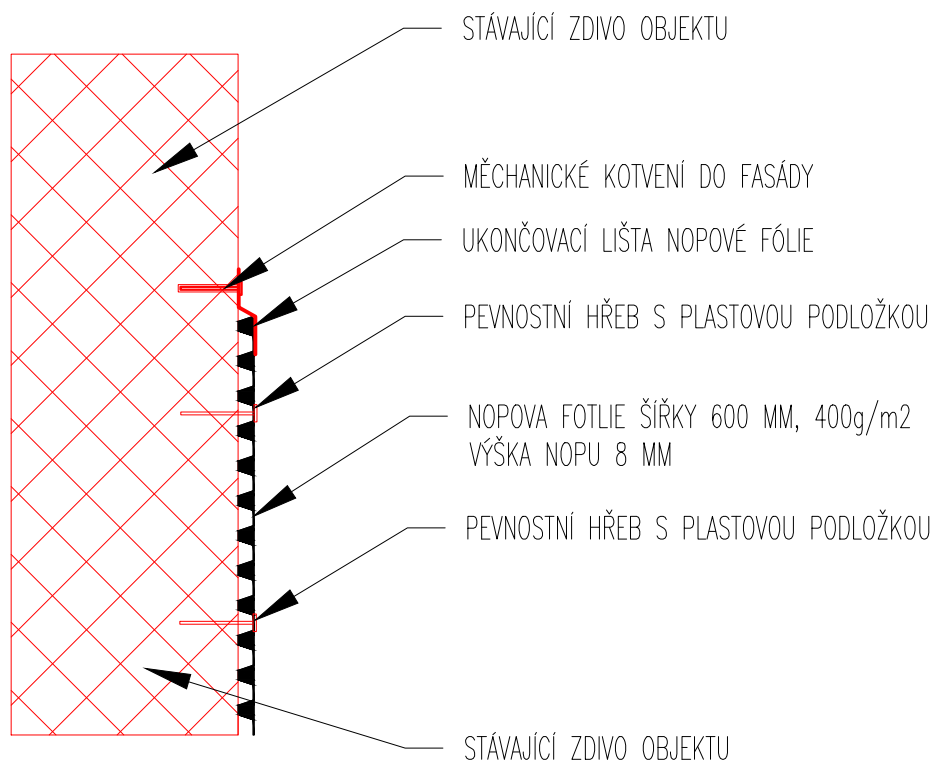 STÁVAJÍCÍ ZDIVO OBJEKTU
MĚCHANICKÉ KOTVENÍ DO FASÁDY
UKONČOVACÍ LIŠTA NOPOVÉ FÓLIE
PEVNOSTNÍ HŘEB S PLASTOVOU PODLOŽKOU
NOPOVA FOTLIE ŠÍŘKY 600 MM, 400g/m2
VÝŠKA NOPU 8 MM
PEVNOSTNÍ HŘEB S PLASTOVOU PODLOŽKOU
STÁVAJÍCÍ ZDIVO OBJEKTU